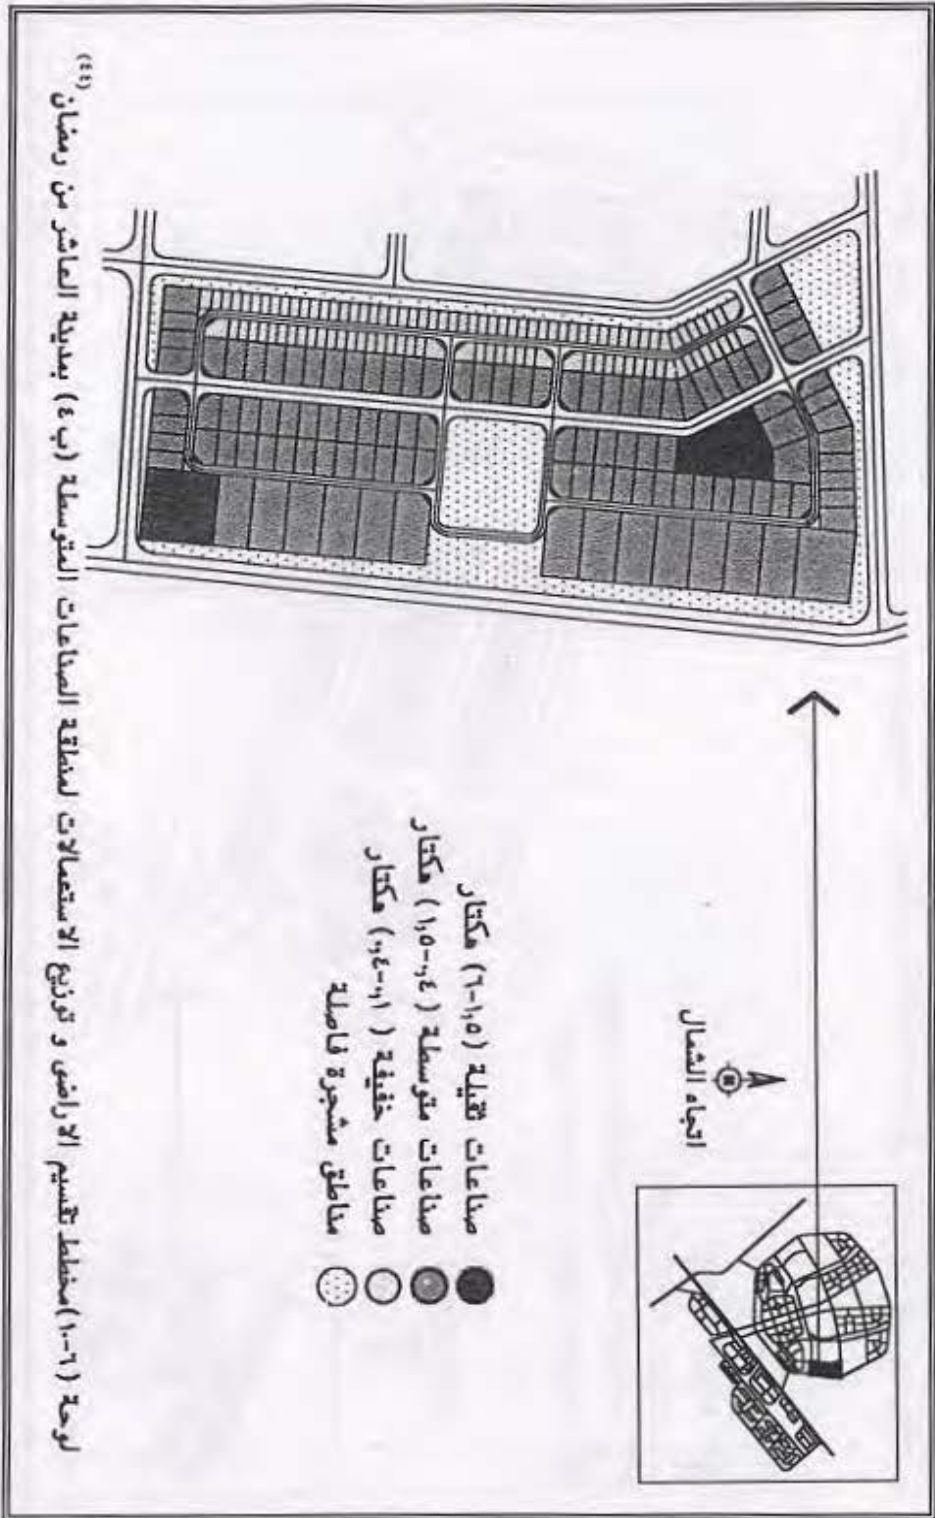 اتجاه الشمال
صناعات ثقيلة (١,٥-٦) هكتار
صناعات متوسطة (٠,٤-١,٥) هكتار
صناعات خفيفة (٠,١-٠,٤) هكتار
مناطق مشجرة فاصلة
لوحة (٦-١٠) مخطط تقسيم الاراضى و توزيع الاستعمالات لمنطقة الصناعات المتوسطة (ب ٤) بمدينة العاشر من رمضان (٤٤)